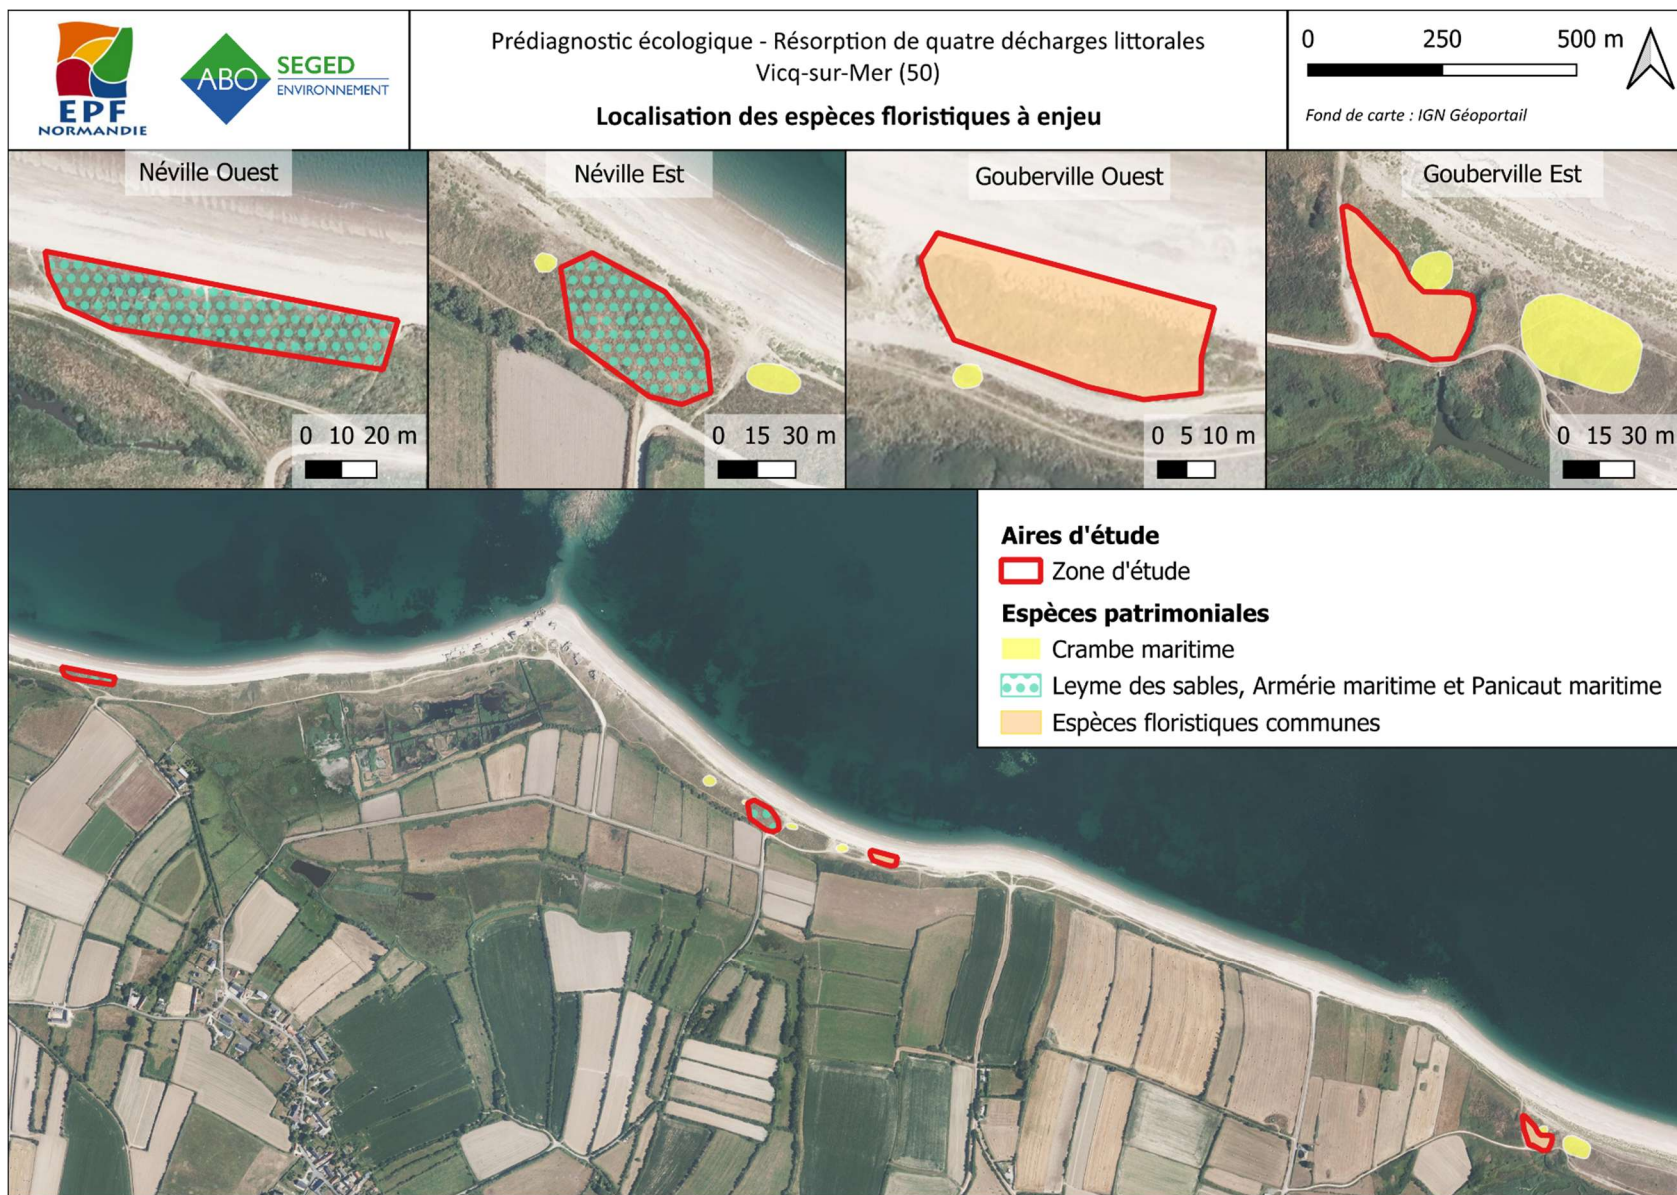 EPF
NORMANDIE
ABO
SEGED
ENVIRONNEMENT
Prédiagnostic écologique - Résorption de quatre décharges littorales
Vicq-sur-Mer (50)
Localisation des espèces floristiques à enjeu
0 250 500 m
Fond de carte : IGN Géoportail
Néville Ouest
0 10 20 m
Néville Est
0 15 30 m
Gouberville Ouest
0 5 10 m
Gouberville Est
0 15 30 m
Aires d'étude
Zone d'étude
Espèces patrimoniales
Crambe maritime
Leyme des sables, Armérie maritime et Panicaut maritime
Espèces floristiques communes